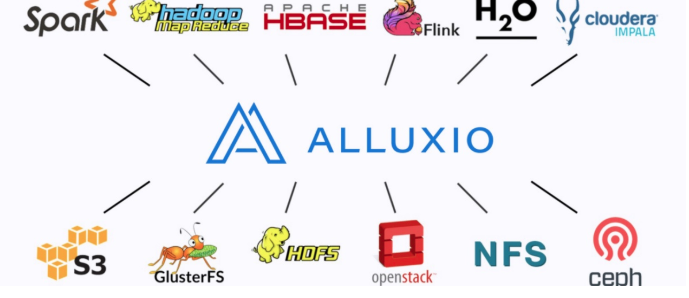 Spark
hadoop
Map Reduce
APACHE
HBASE
Flink
H2O
cloudera
IMPALA
ALLUXIO
S3
GlusterFS
HDFS
openstack
NFS
ceph